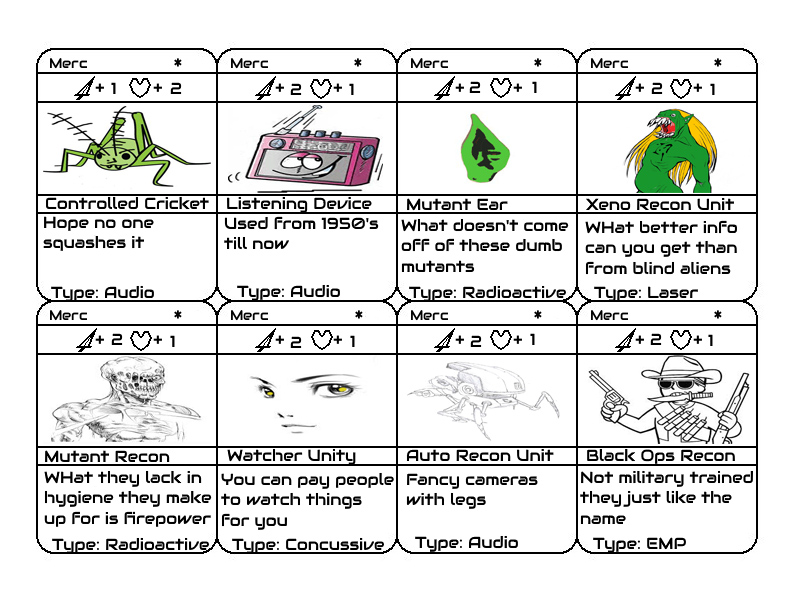 Merc *
+ 1 + 2
Controlled Cricket
Hope no one
squashes it
Type: Audio
Merc *
+ 2 + 1
Listening Device
Used from 1950's
till now
Type: Audio
Merc *
+ 2 + 1
Mutant Ear
What doesn't come
off of these dumb
mutants
Type: Radioactive
Merc *
+ 2 + 1
Xeno Recon Unit
WHat better info
can you get than
from blind aliens
Type: Laser
Merc *
+ 2 + 1
Mutant Recon
WHat they lack in
hygiene they make
up for is firepower
Type: Radioactive
Merc *
+ 2 + 1
Watcher Unity
You can pay people
to watch things
for you
Type: Concussive
Merc *
+ 2 + 1
Auto Recon Unit
Fancy cameras
with legs
Type: Audio
Merc *
+ 2 + 1
Black Ops Recon
Not military trained
they just like the
name
Type: EMP